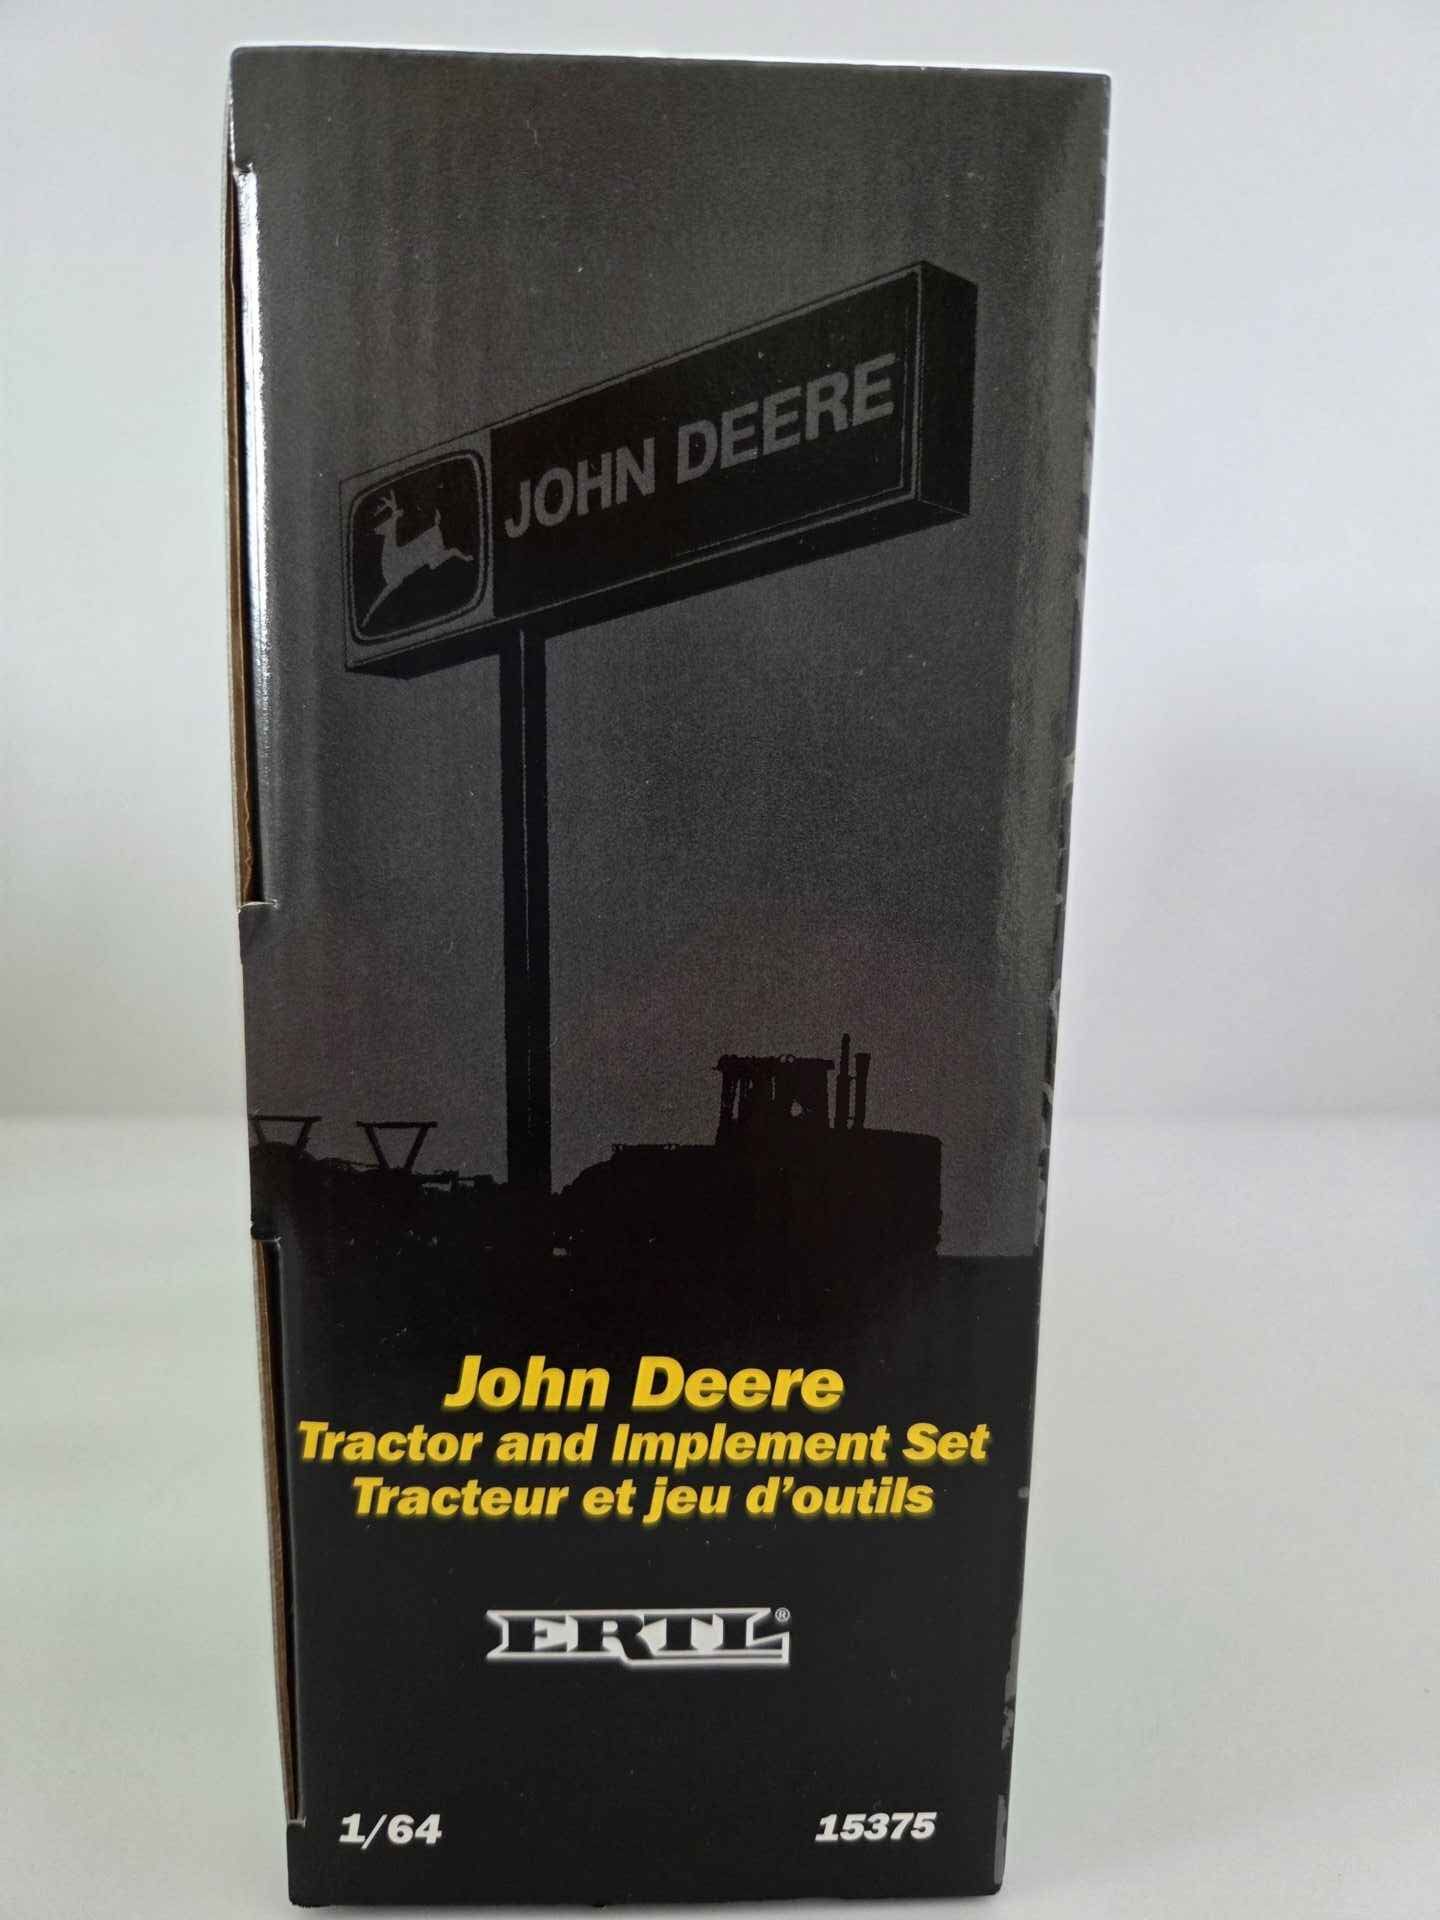 JOHN DEERE
John Deere
Tractor and Implement Set
Tracteur et jeu d'outils
ERTL®
1/64
15375